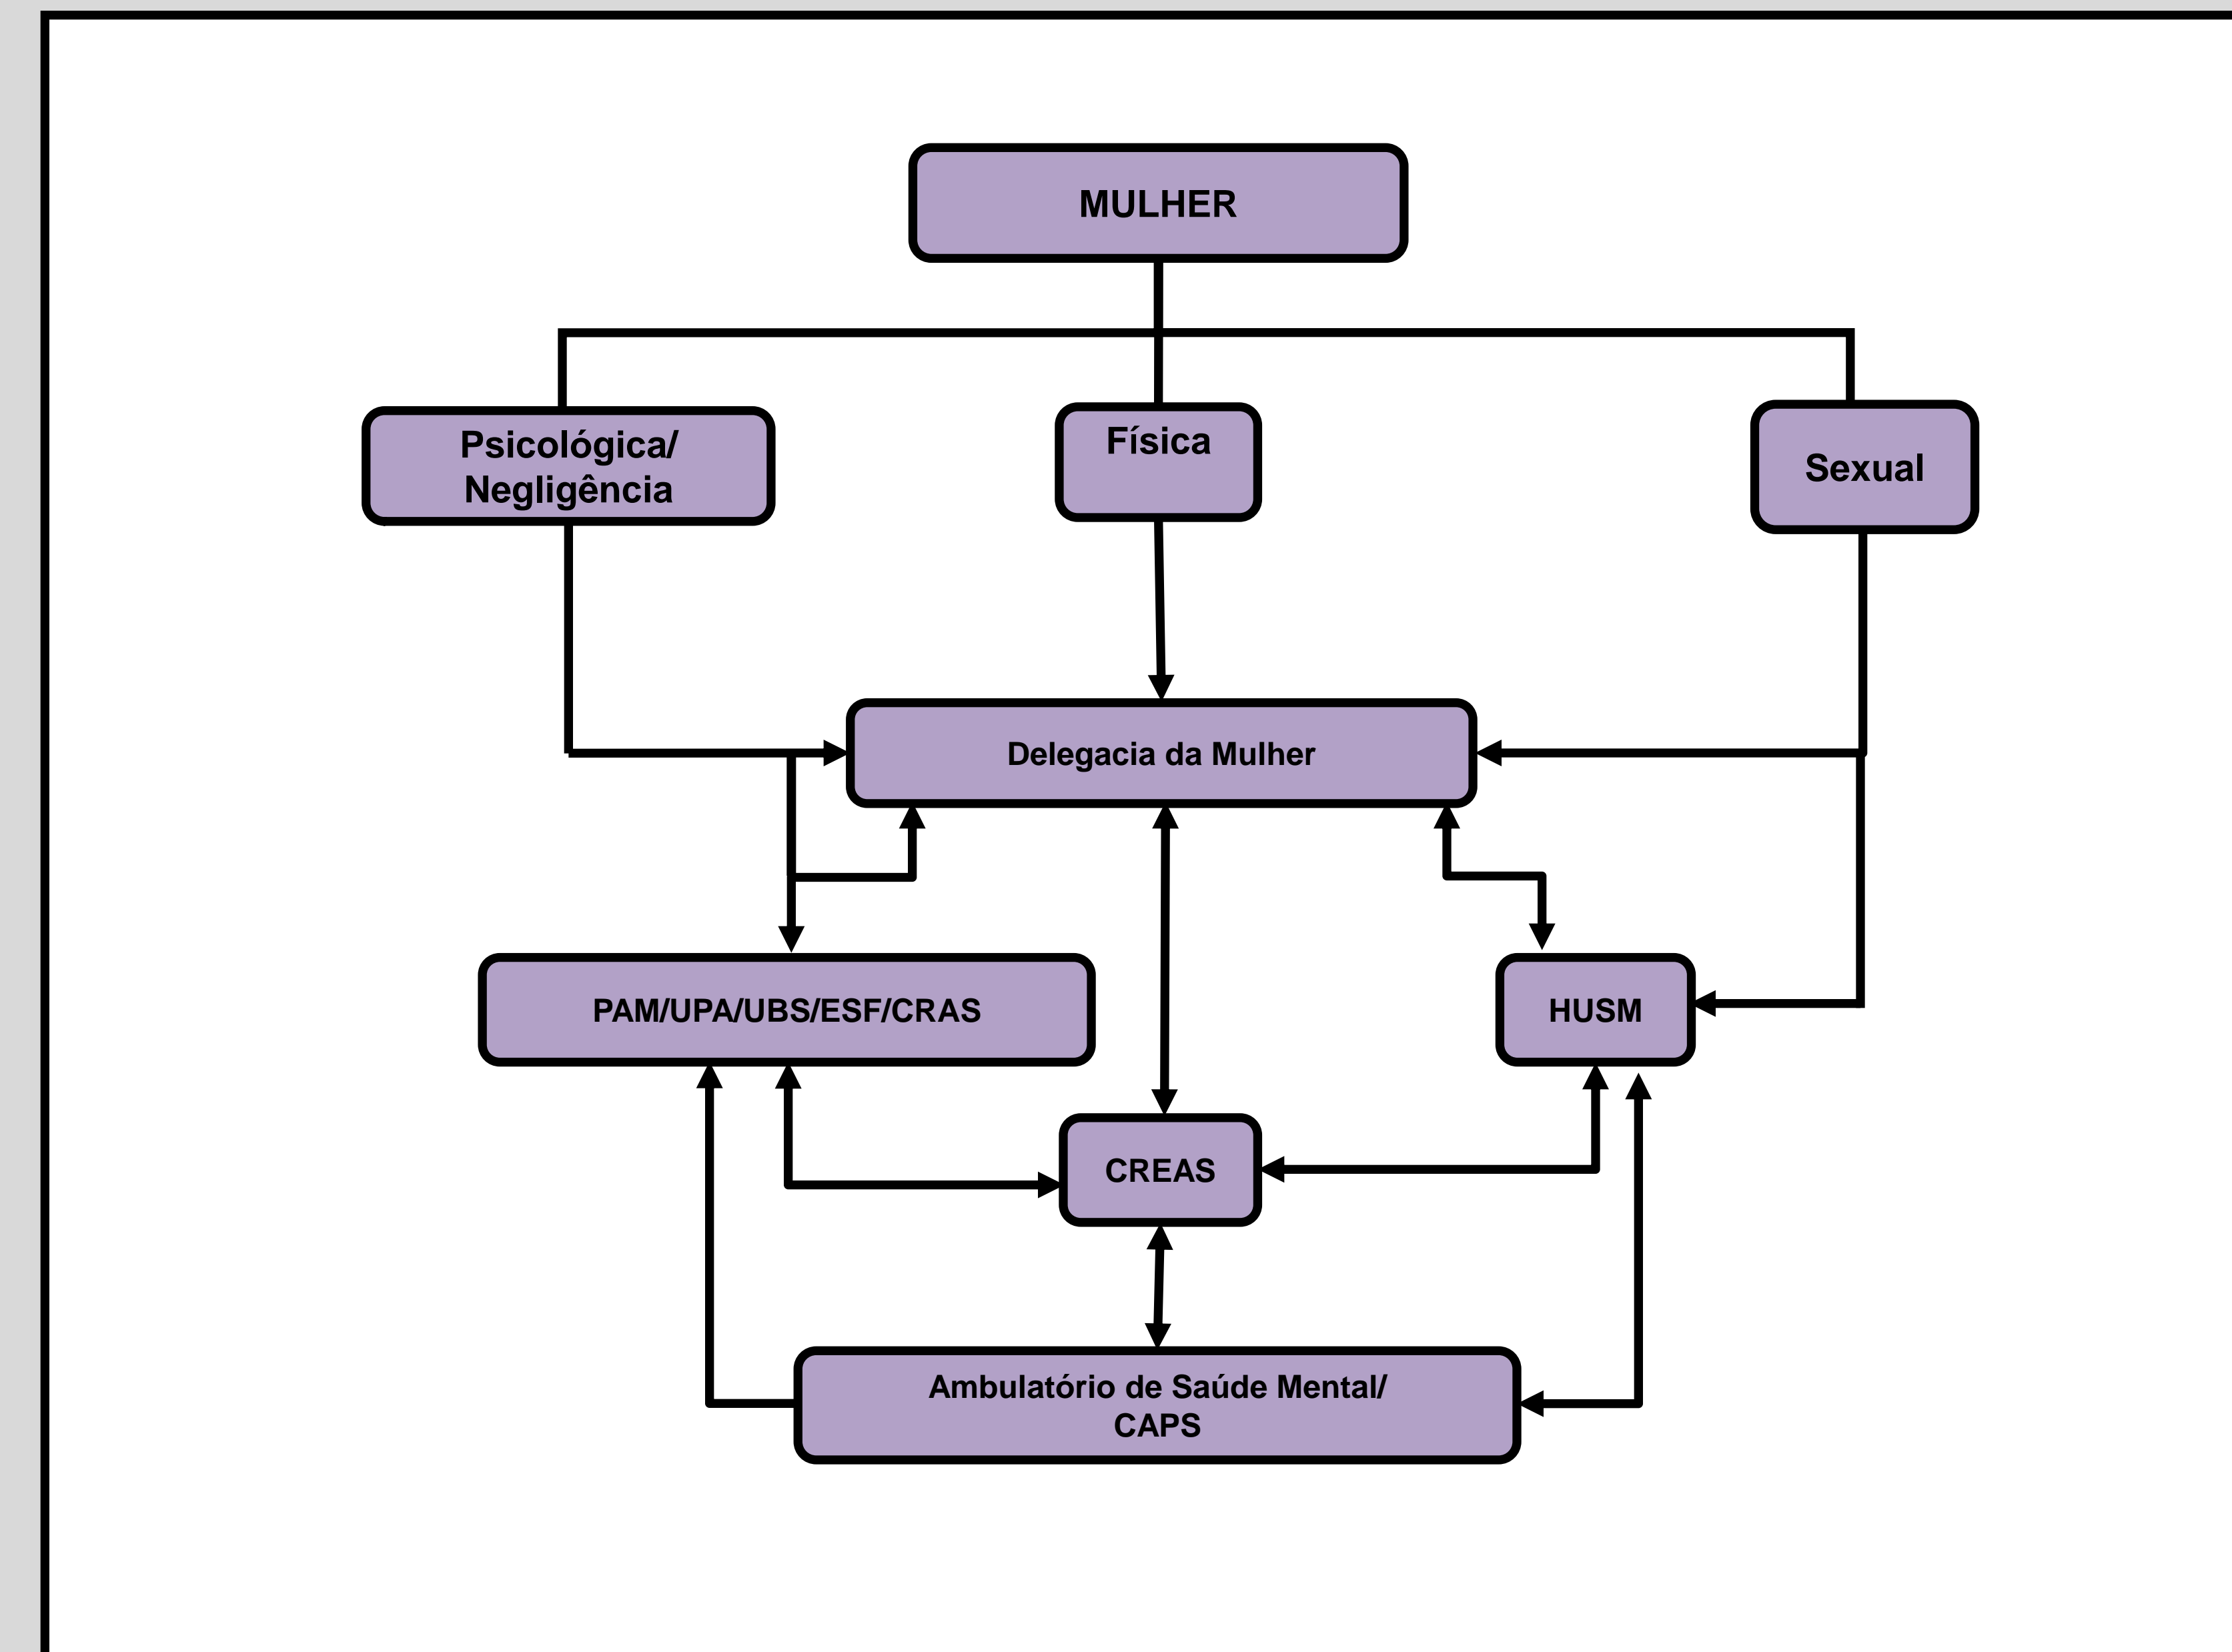 MULHER
Psicológica/
Negligência
Física
Sexual
Delegacia da Mulher
PAM/UPA/UBS/ESF/CRAS
HUSM
CREAS
Ambulatório de Saúde Mental/
CAPS